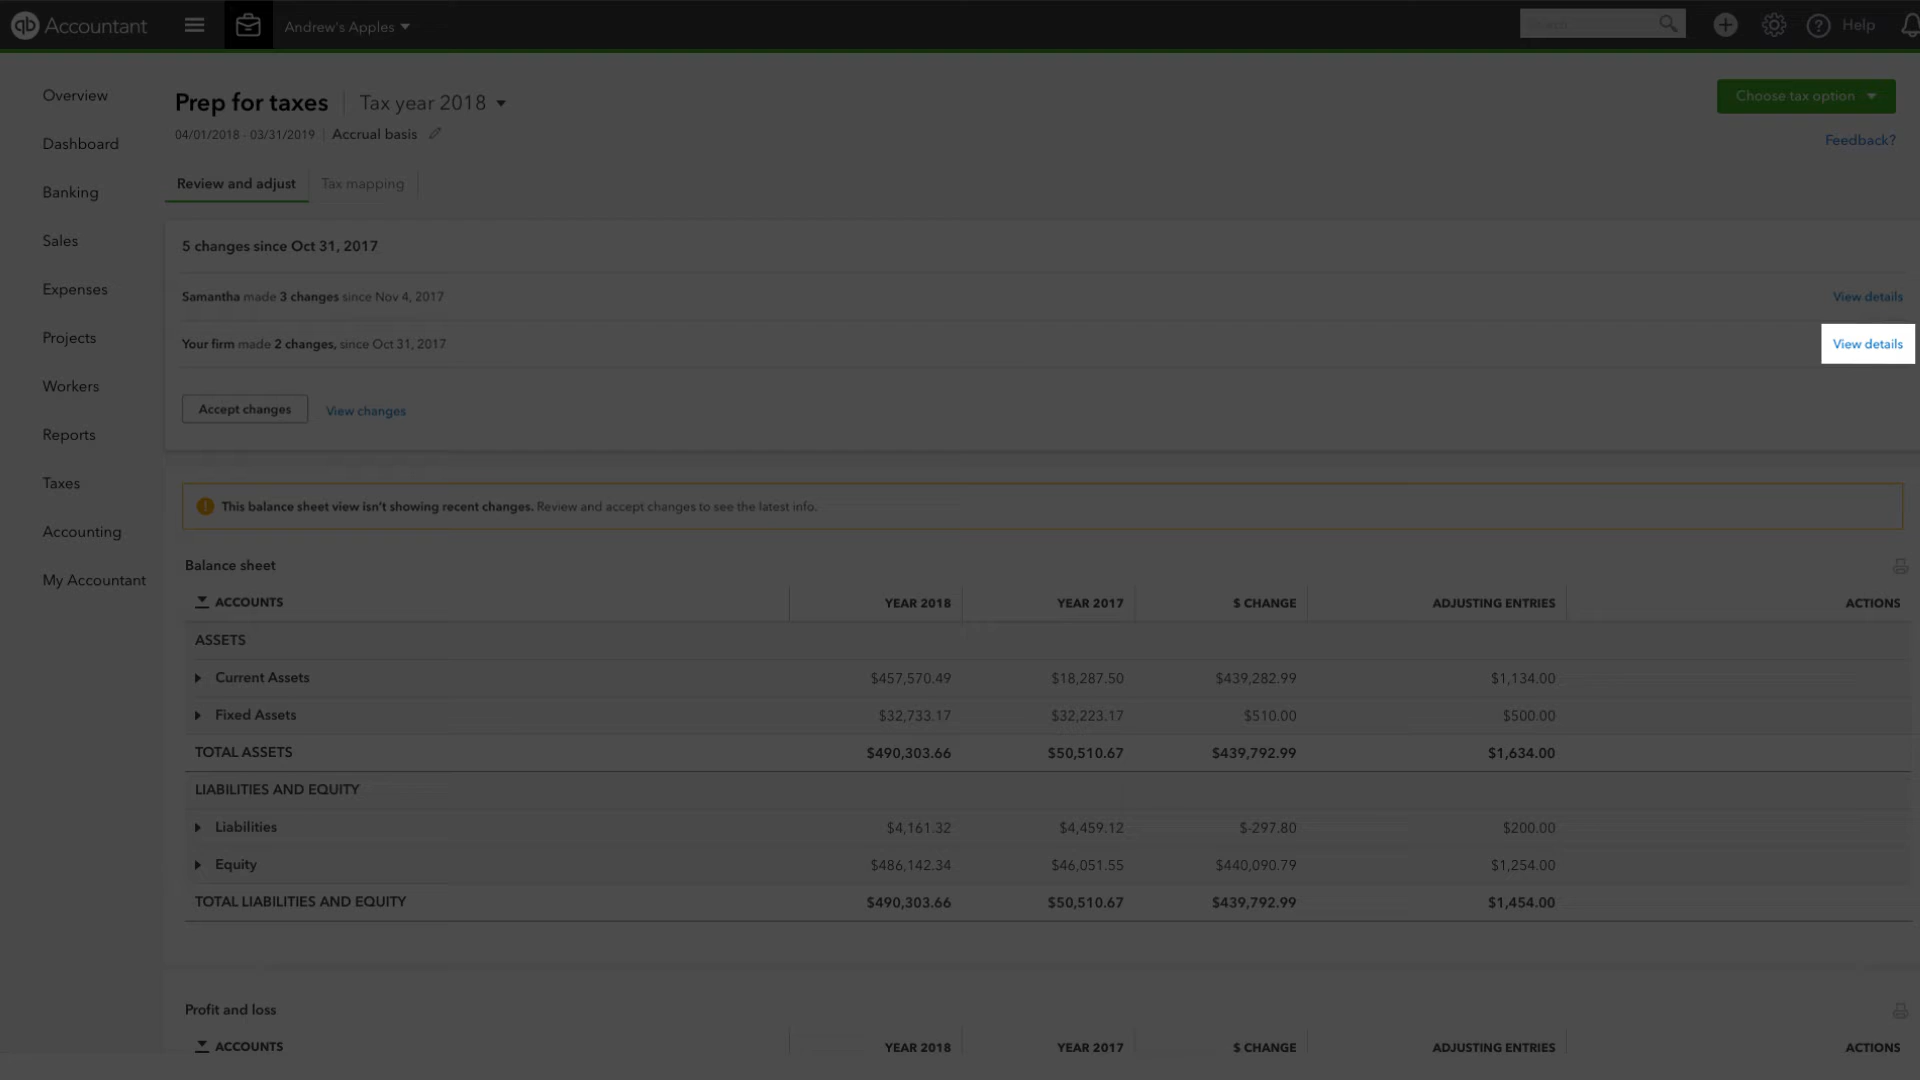 qb Accountant
Andrew's Apples
Help
Overview
Dashboard
Banking
Sales
Expenses
Projects
Workers
Reports
Taxes
Accounting
My Accountant
Prep for taxes
Tax year 2018
Choose tax option
04/01/2018 - 03/31/2019
Accrual basis
Feedback?
Review and adjust
Tax mapping
5 changes since Oct 31, 2017
Samantha made 3 changes since Nov 4, 2017
View details
Your firm made 2 changes, since Oct 31, 2017
View details
Accept changes
View changes
This balance sheet view isn't showing recent changes. Review and accept changes to see the latest info.
Balance sheet
ACCOUNTS YEAR 2018 YEAR 2017 $ CHANGE ADJUSTING ENTRIES ACTIONS
ASSETS
Current Assets $457,570.49 $18,287.50 $439,282.99 $1,134.00
Fixed Assets $32,733.17 $32,223.17 $510.00 $500.00
TOTAL ASSETS $490,303.66 $50,510.67 $439,792.99 $1,634.00
LIABILITIES AND EQUITY
Liabilities $4,161.32 $4,459.12 $-297.80 $200.00
Equity $486,142.34 $46,051.55 $440,090.79 $1,254.00
TOTAL LIABILITIES AND EQUITY $490,303.66 $50,510.67 $439,792.99 $1,454.00
Profit and loss
ACCOUNTS YEAR 2018 YEAR 2017 $ CHANGE ADJUSTING ENTRIES ACTIONS